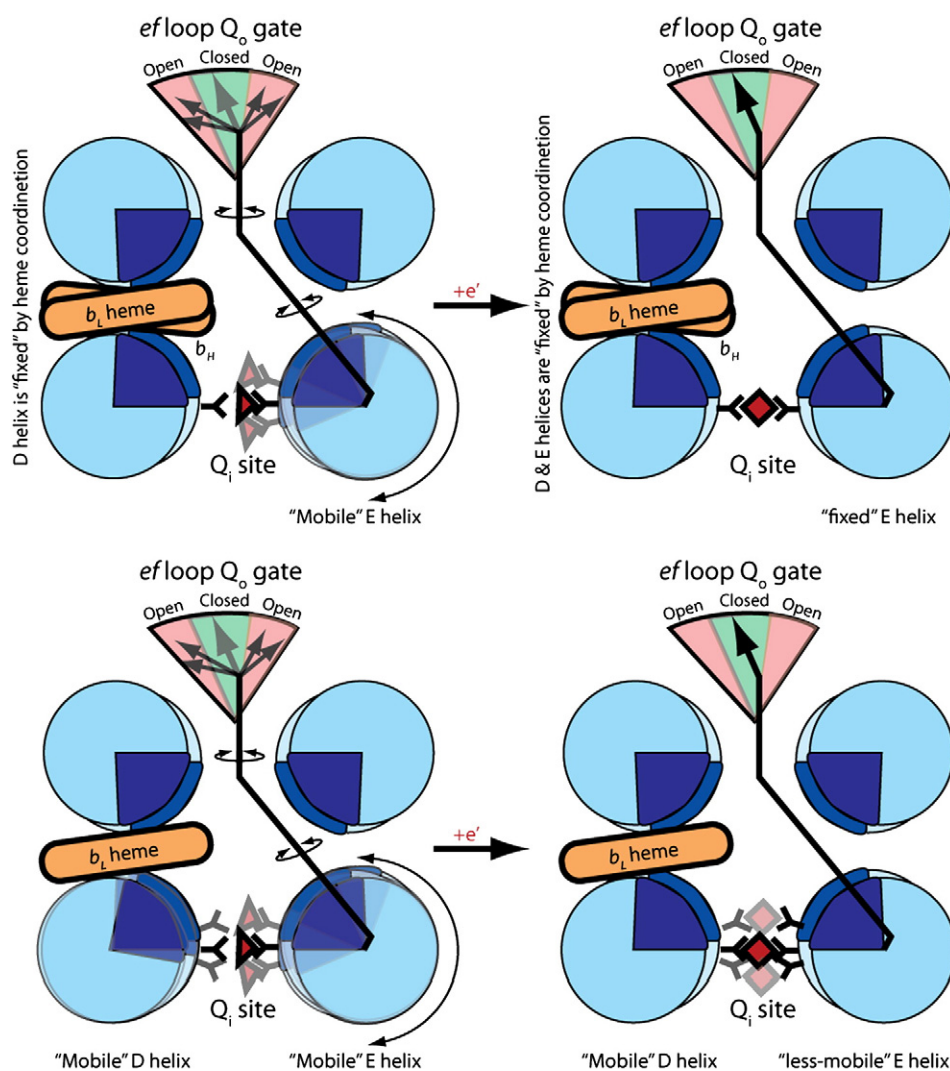 ef loop Qo gate
Open Closed Open
D helix is "fixed" by heme coordinetion
bL heme
bH
Qi site
"Mobile" E helix
+e'
ef loop Qo gate
Open Closed Open
D & E helices are "fixed" by heme coordination
bL heme
bH
Qi site
"fixed" E helix
ef loop Qo gate
Open Closed Open
bL heme
Qi site
"Mobile" D helix
"Mobile" E helix
+e'
ef loop Qo gate
Open Closed Open
bL heme
Qi site
"Mobile" D helix
"less-mobile" E helix